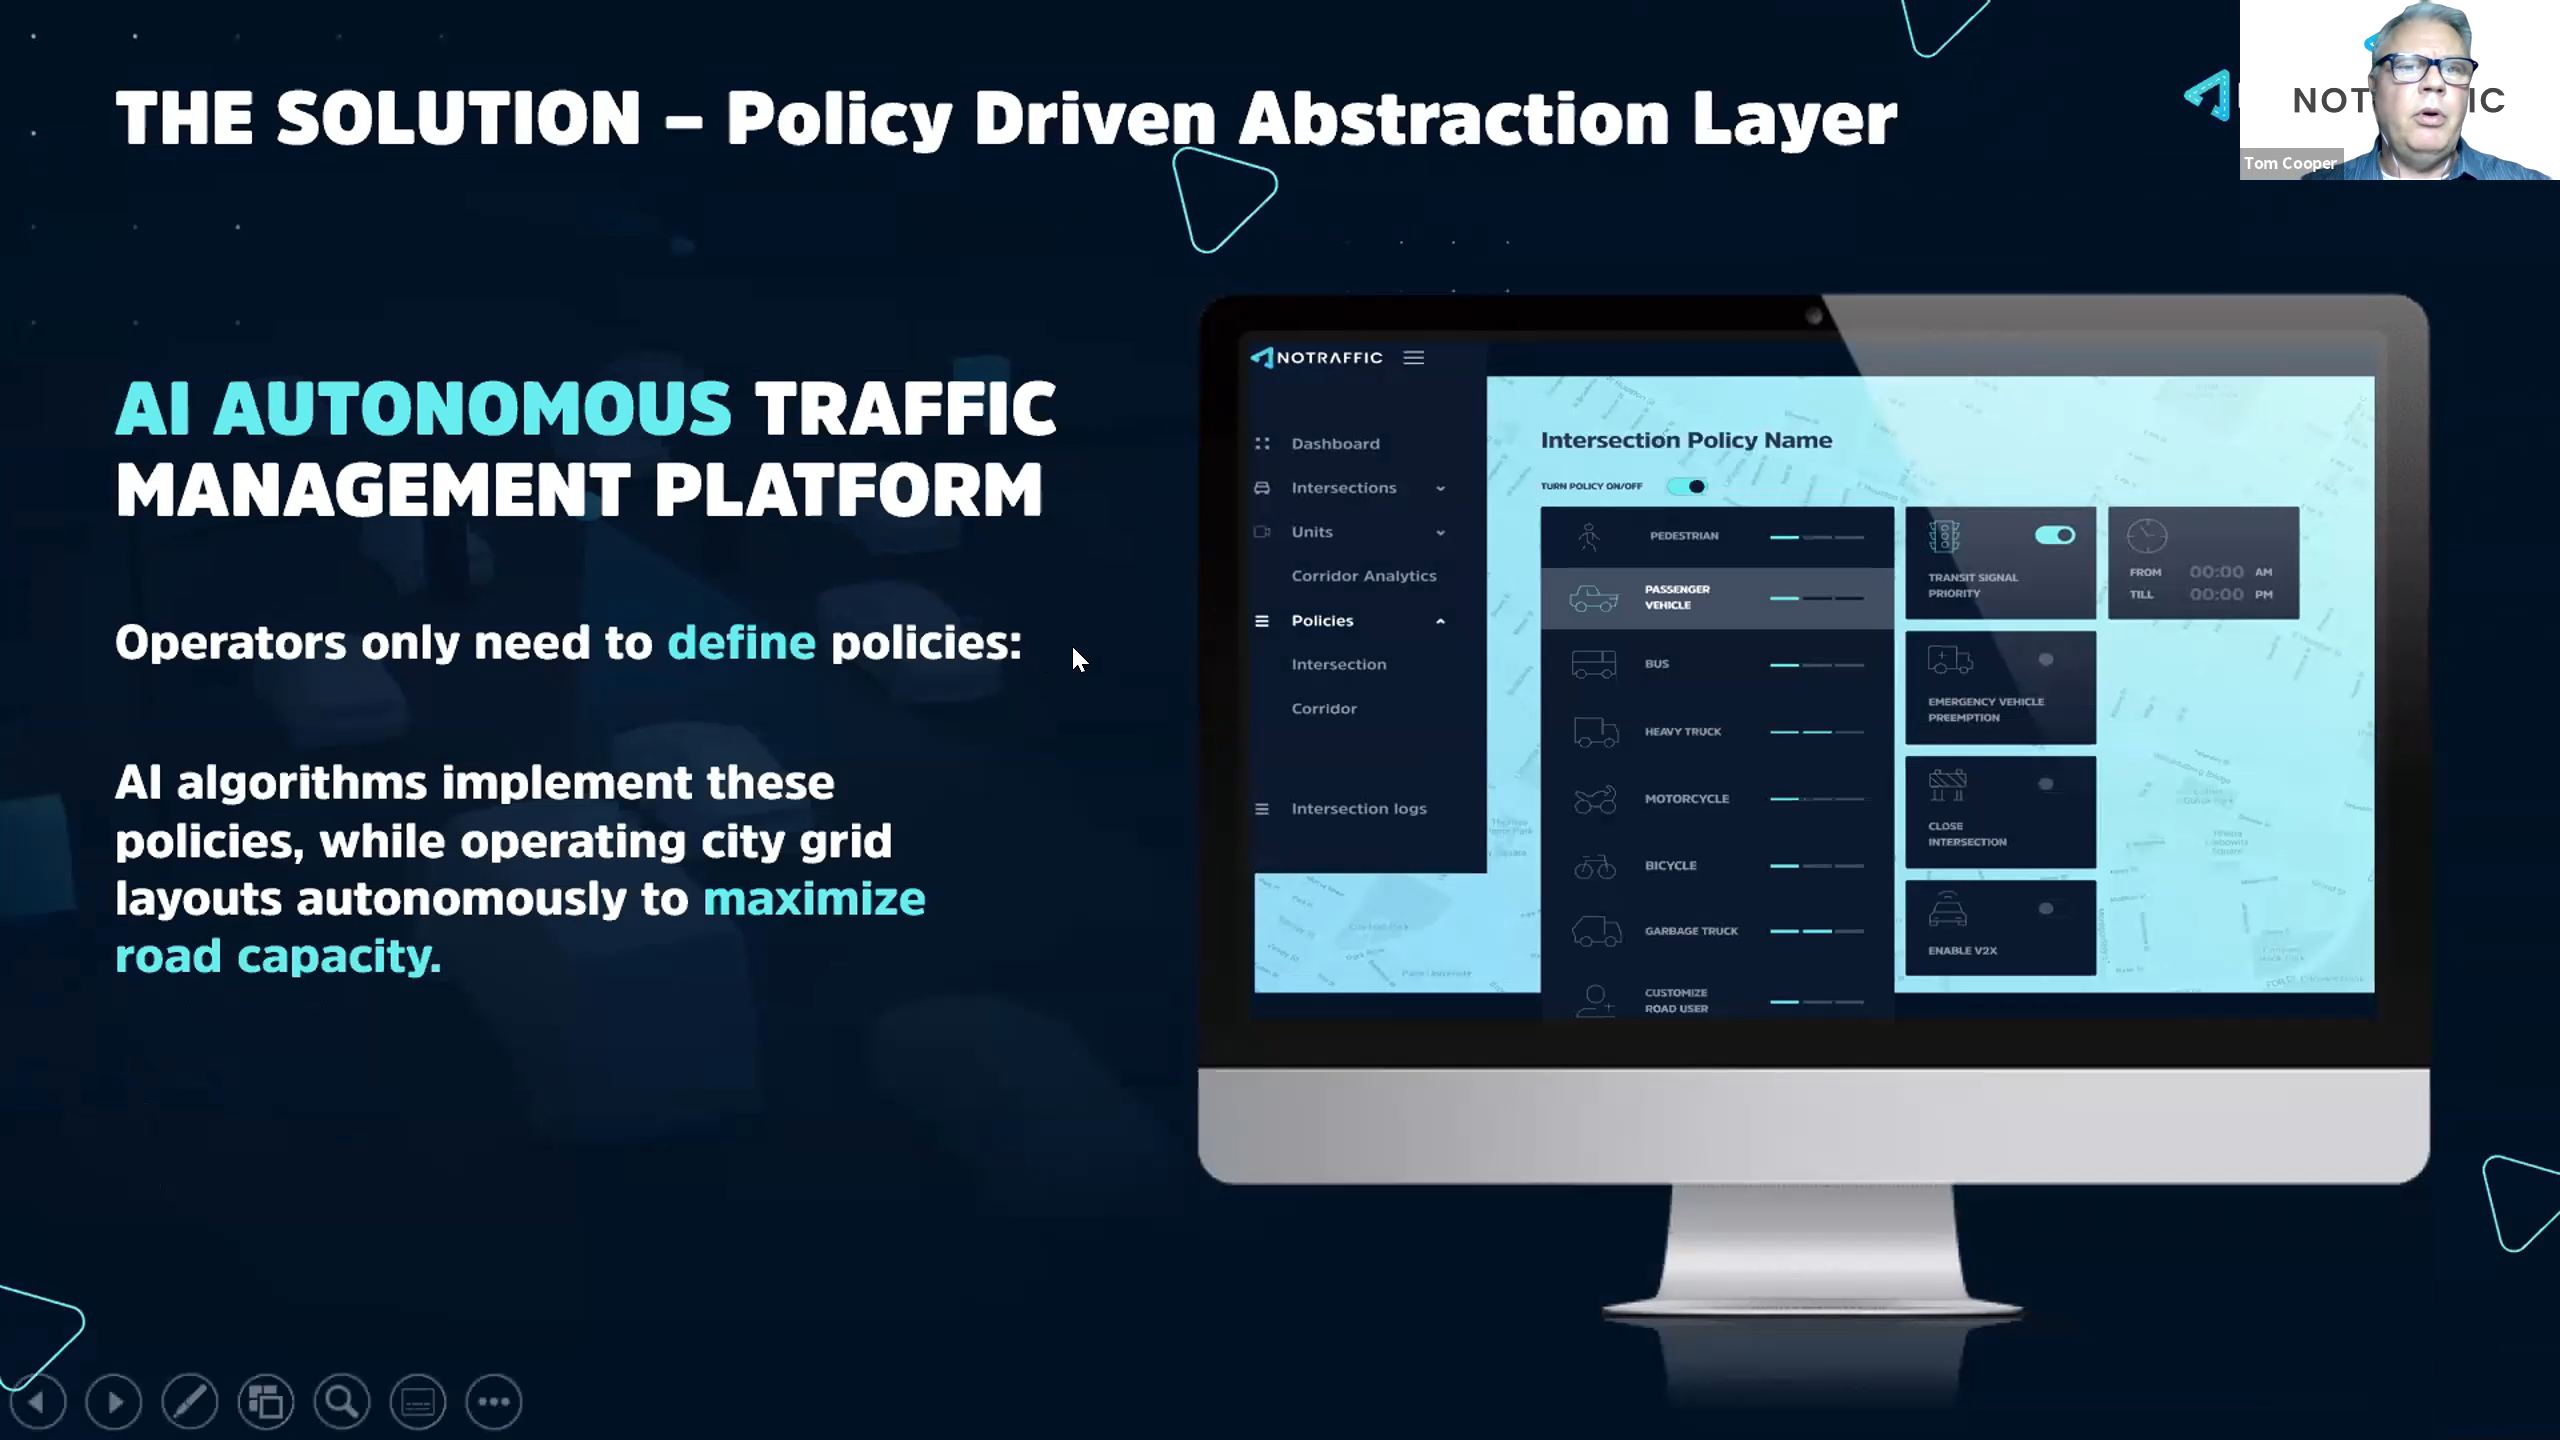 THE SOLUTION – Policy Driven Abstraction Layer
NOT IC
Tom Cooper
AI AUTONOMOUS TRAFFIC
MANAGEMENT PLATFORM
Operators only need to define policies:
AI algorithms implement these
policies, while operating city grid
layouts autonomously to maximize
road capacity.
NOTRAFFIC
Dashboard
Intersections
Units
Corridor Analytics
Policies
Intersection
Corridor
Intersection logs
Intersection Policy Name
TURN POLICY ON/OFF
PEDESTRIAN
PASSENGER
VEHICLE
BUS
HEAVY TRUCK
MOTORCYCLE
BICYCLE
GARBAGE TRUCK
CUSTOMIZE
ROAD USER
TRANSIT SIGNAL
PRIORITY
EMERGENCY VEHICLE
PREEMPTION
CLOSE
INTERSECTION
ENABLE V2X
FROM 00:00 AM
TILL 00:00 PM